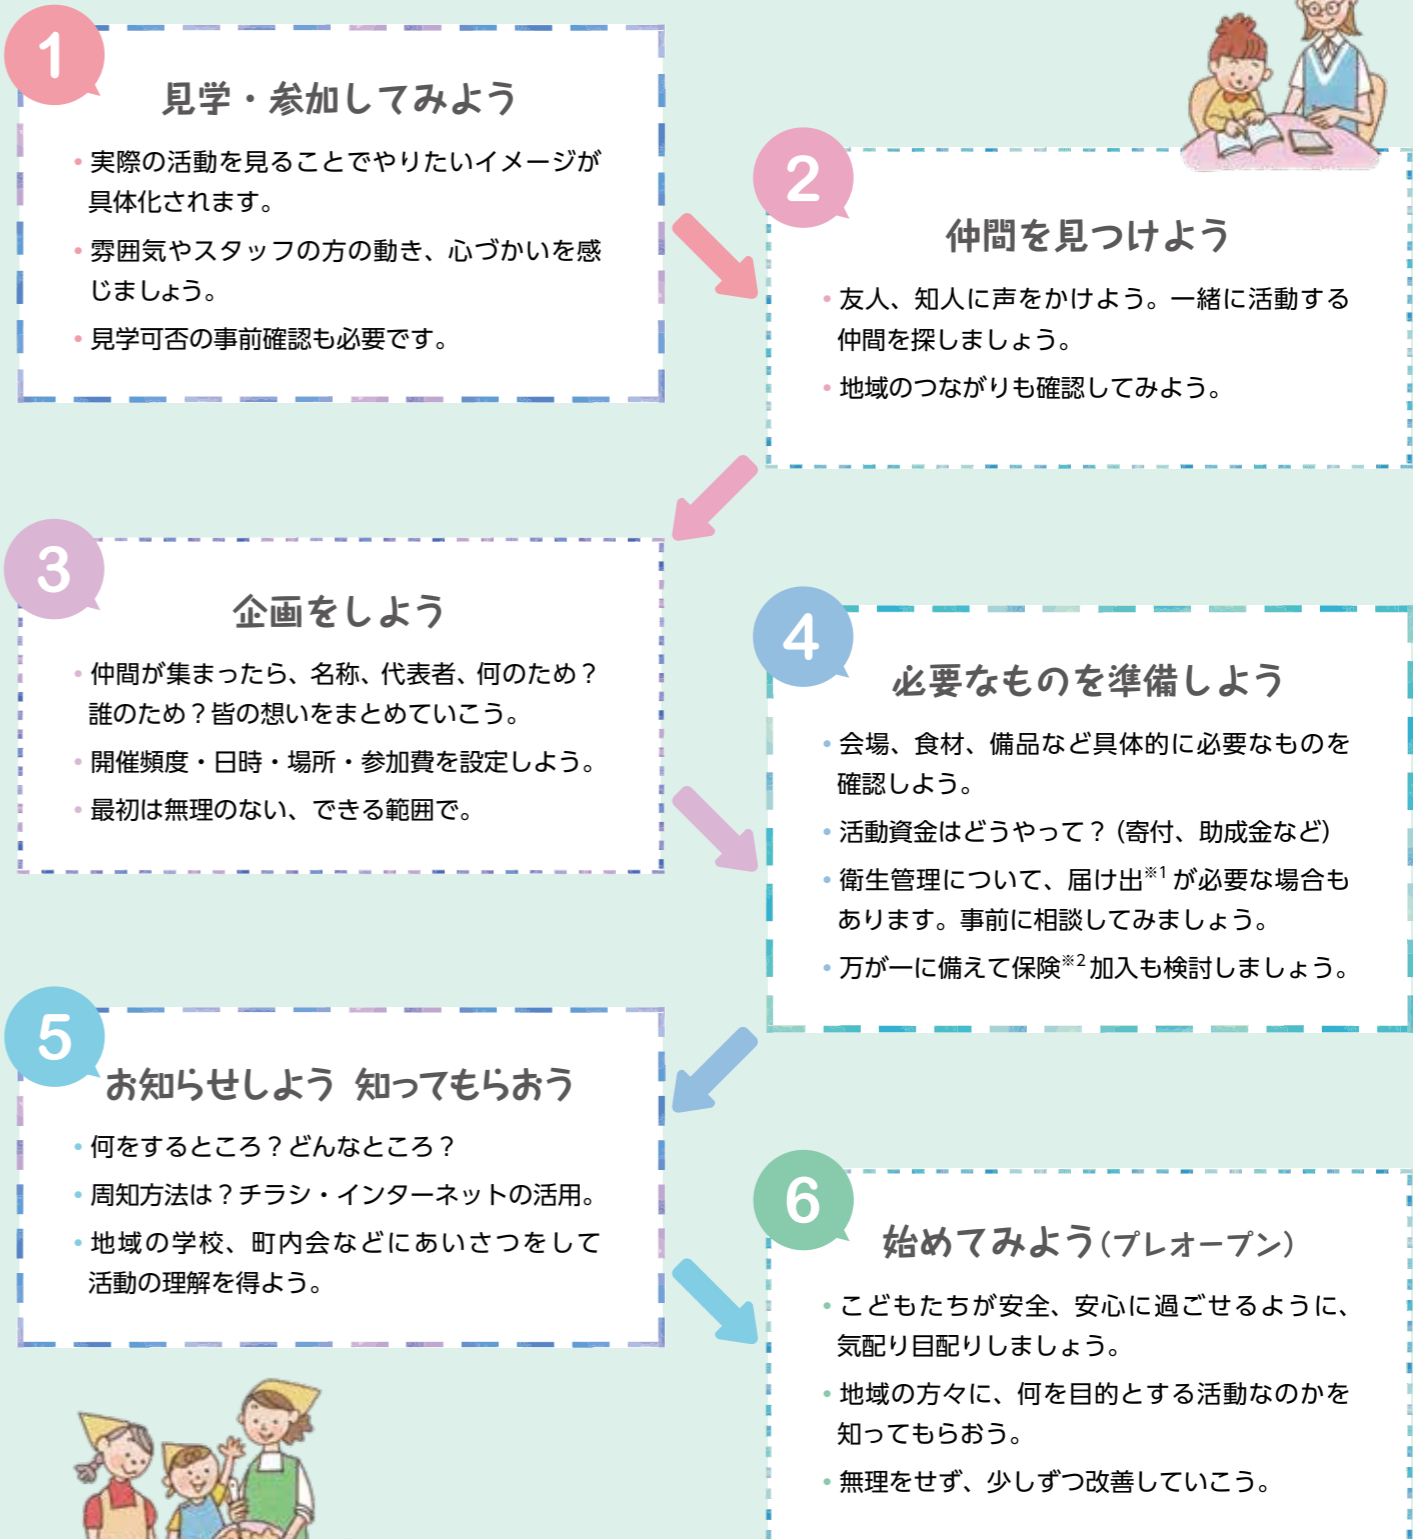 1
見学・参加してみよう
・実際の活動を見ることでやりたいイメージが
具体化されます。
・雰囲気やスタッフの方の動き、心づかいを感
じましょう。
・見学可否の事前確認も必要です。
2
仲間を見つけよう
・友人、知人に声をかけよう。一緒に活動する
仲間を探しましょう。
・地域のつながりも確認してみよう。
3
企画をしよう
・仲間が集まったら、名称、代表者、何のため？
誰のため？皆の想いをまとめていこう。
・開催頻度・日時・場所・参加費を設定しよう。
・最初は無理のない、できる範囲で。
4
必要なものを準備しよう
・会場、食材、備品など具体的に必要なものを
確認しよう。
・活動資金はどうやって？（寄付、助成金など）
・衛生管理について、届け出※1が必要な場合も
あります。事前に相談してみましょう。
・万が一に備えて保険※2加入も検討しましょう。
5
お知らせしよう 知ってもらおう
・何をするところ？どんなところ？
・周知方法は？チラシ・インターネットの活用。
・地域の学校、町内会などにあいさつをして
活動の理解を得よう。
6
始めてみよう（プレオープン）
・こどもたちが安全、安心に過ごせるように、
気配り目配りしましょう。
・地域の方々に、何を目的とする活動なのかを
知ってもらおう。
・無理をせず、少しずつ改善していこう。